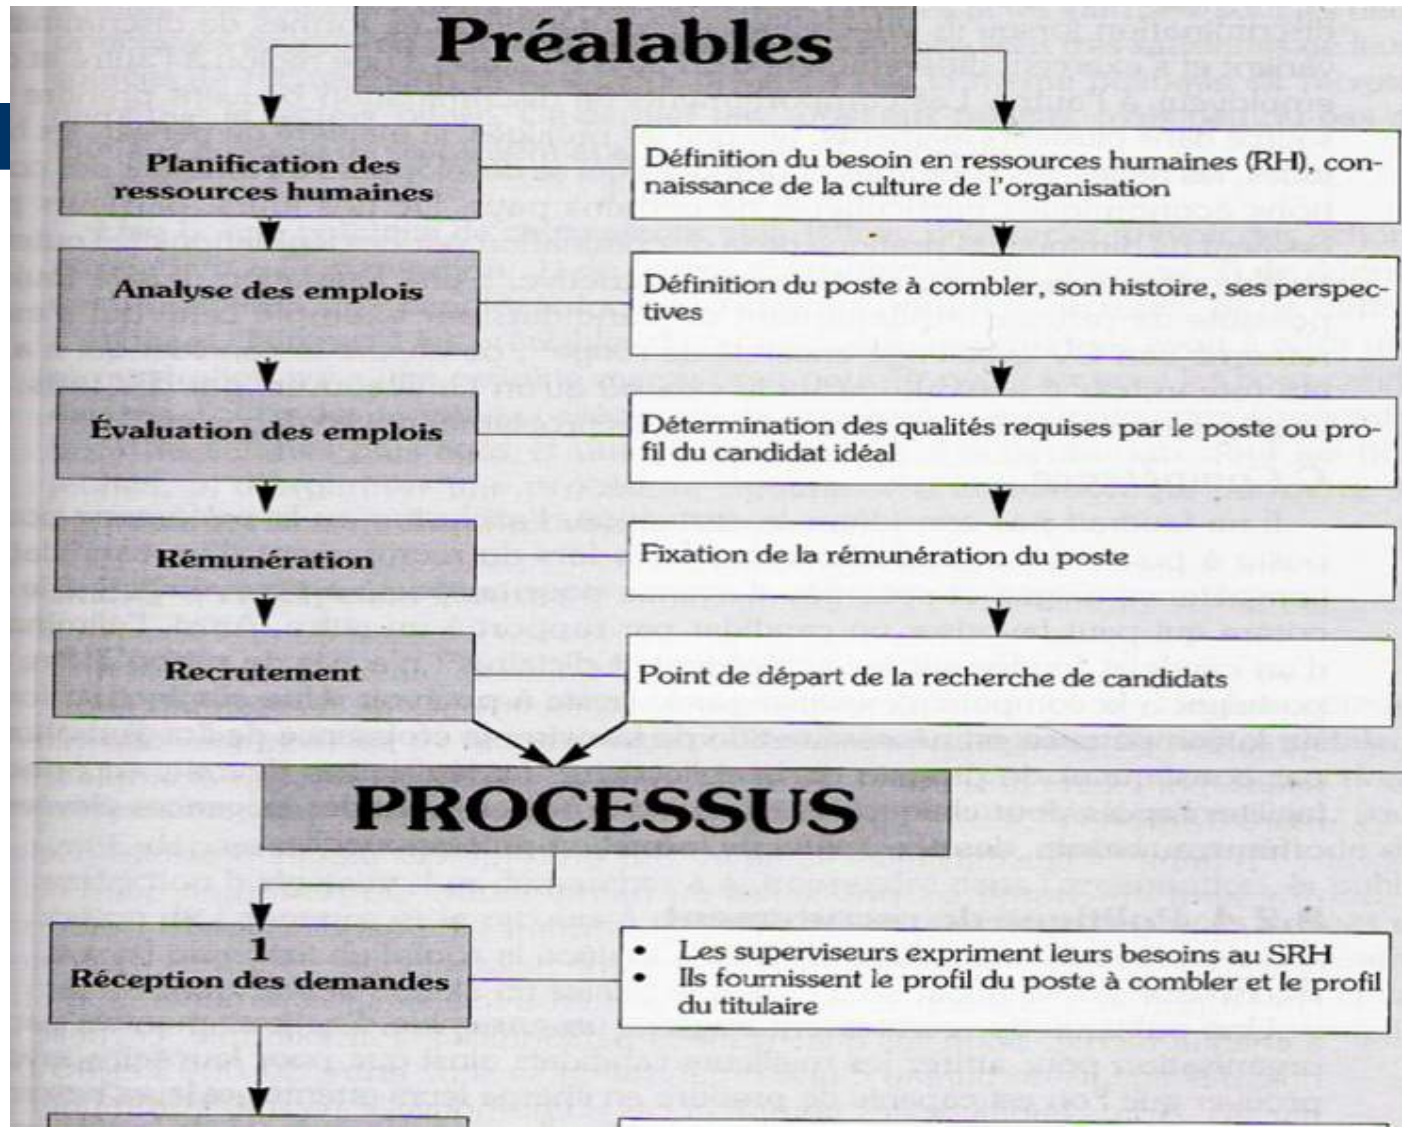 Préalables
Planification des
ressources humaines
Définition du besoin en ressources humaines (RH), con-
naissance de la culture de l'organisation
Analyse des emplois
Définition du poste à combler, son histoire, ses perspec-
tives
Évaluation des emplois
Détermination des qualités requises par le poste ou pro-
fil du candidat idéal
Rémunération
Fixation de la rémunération du poste
Recrutement
Point de départ de la recherche de candidats
PROCESSUS
1
Réception des demandes
• Les superviseurs expriment leurs besoins au SRH
• Ils fournissent le profil du poste à combler et le profil
du titulaire